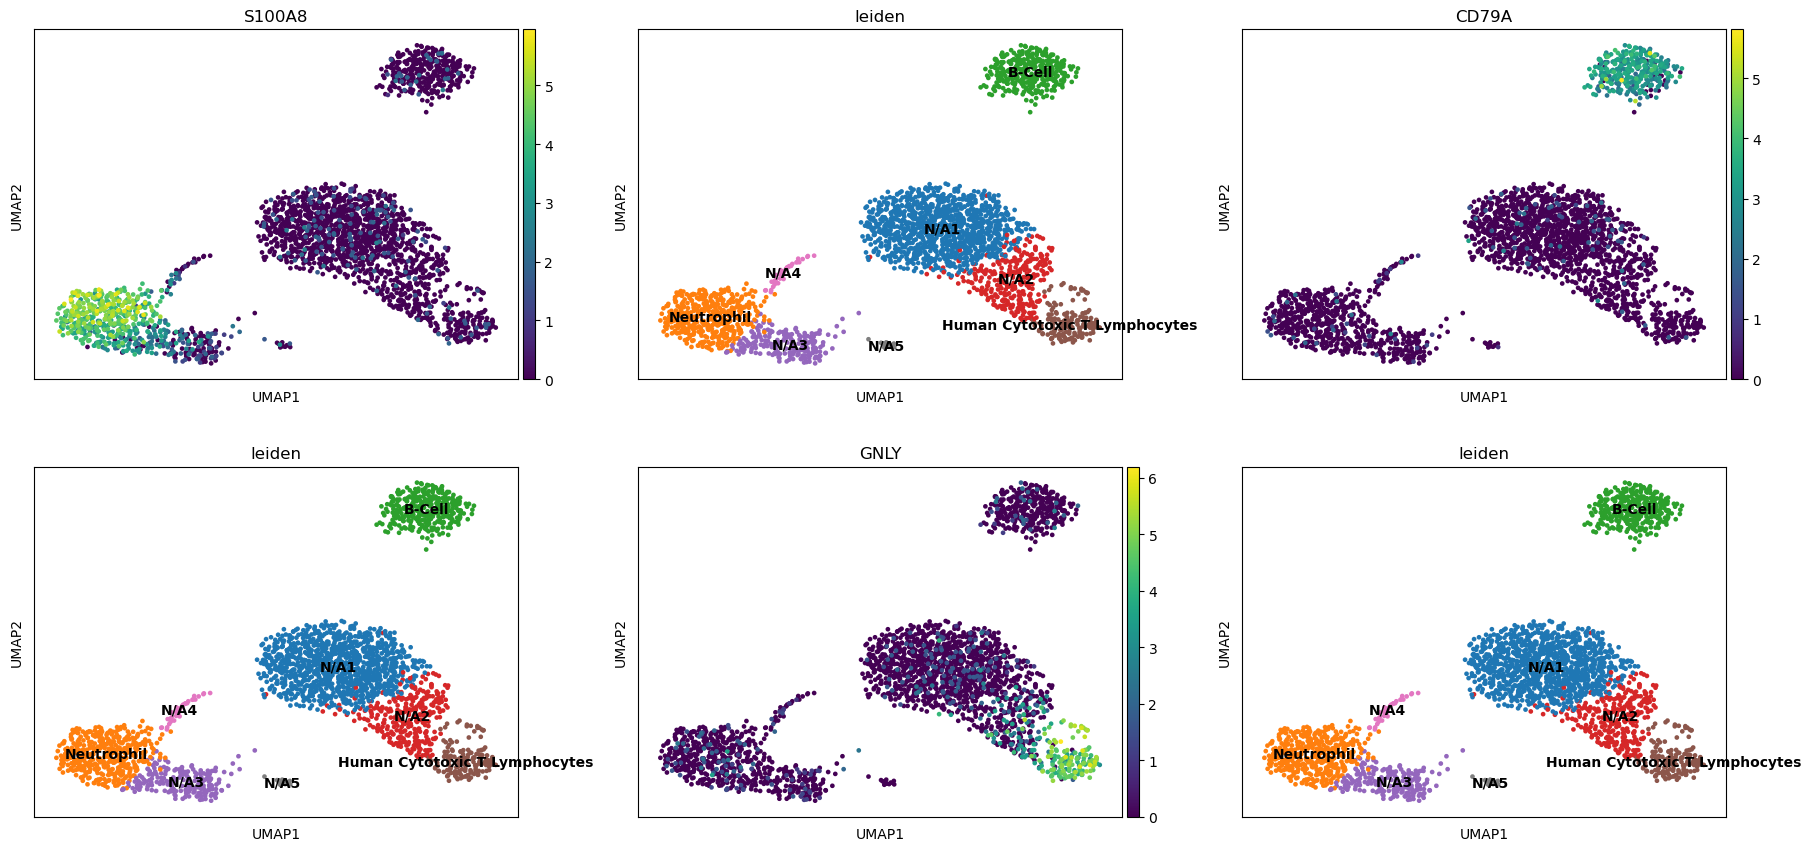 S100A8
UMAP2
UMAP1
5
4
3
2
1
0
leiden
UMAP2
B-Cell
N/A1
N/A4
N/A2
Neutrophil
Human Cytotoxic T Lymphocytes
N/A3
N/A5
UMAP1
CD79A
UMAP2
UMAP1
5
4
3
2
1
0
leiden
UMAP2
B-Cell
N/A1
N/A4
N/A2
Neutrophil
Human Cytotoxic T Lymphocytes
N/A3
N/A5
UMAP1
GNLY
UMAP2
UMAP1
6
5
4
3
2
1
0
leiden
UMAP2
B-Cell
N/A1
N/A4
N/A2
Neutrophil
Human Cytotoxic T Lymphocytes
N/A3
N/A5
UMAP1